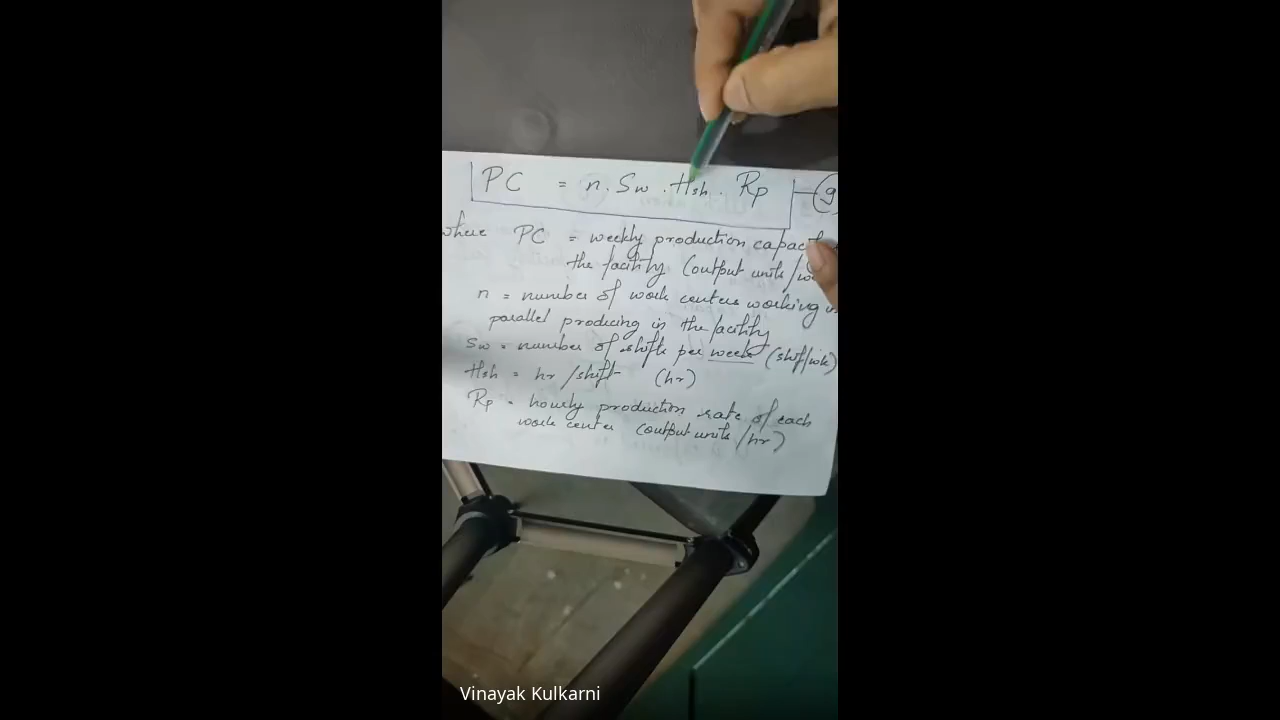 PC = n. Sw. Hsh. Rp — 9
where PC = weekly production
the facility (output units/
n = number of work centers working
parallel producing in the facility
Sw = number of shifts per week (shift/wk)
Hsh = hr/shift (hr)
Rp = hourly production rate of each
work center (output units/hr)
Vinayak Kulkarni